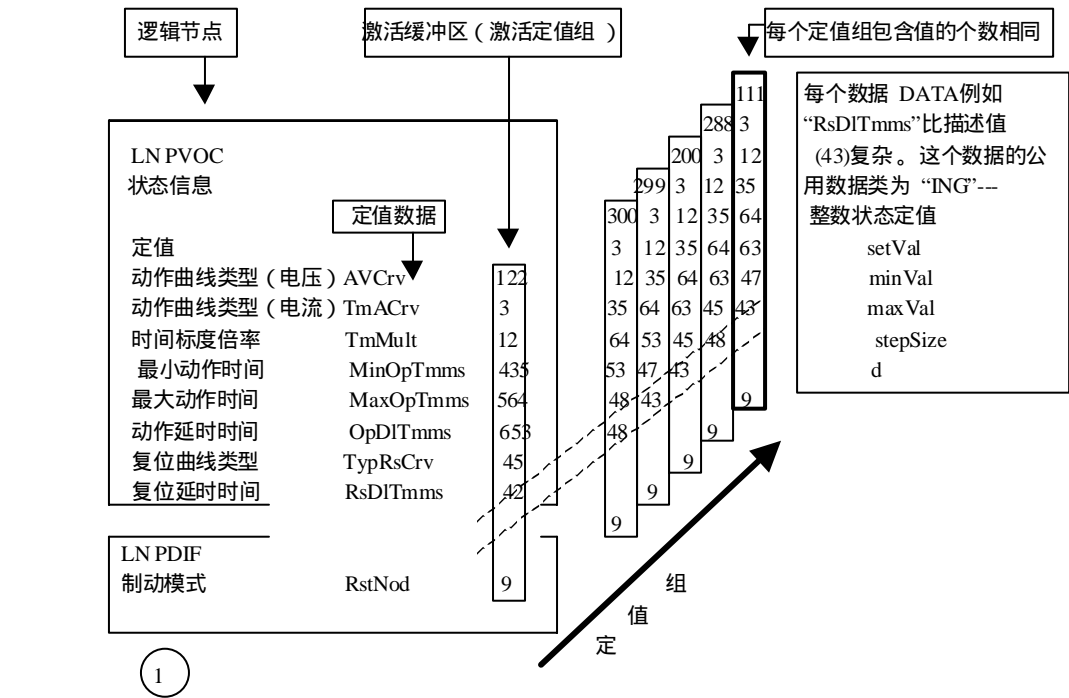 逻辑节点
激活缓冲区（激活定值组 ）
每个定值组包含值的个数相同
LN PVOC
状态信息
定值数据
定值
动作曲线类型（电压）AVCrv 122
动作曲线类型（电流）TmACrv 3
时间标度倍率 TmMult 12
最小动作时间 MinOpTmms 435
最大动作时间 MaxOpTmms 564
动作延时时间 OpDlTmms 653
复位曲线类型 TypRsCrv 45
复位延时时间 RsDlTmms 42
LN PDIF
制动模式 RstNod 9
1
300
3
12
35
64
53
48
48
9
299
3
12
35
64
53
47
43
9
200
3
12
35
64
63
45
43
9
288
3
12
35
64
63
45
48
9
111
3
12
35
64
63
47
43
9
定值组
每个数据 DATA例如
“RsDlTmms”比描述值
(43)复杂。这个数据的公
用数据类为 “ING”---
整数状态定值
setVal
minVal
maxVal
stepSize
d